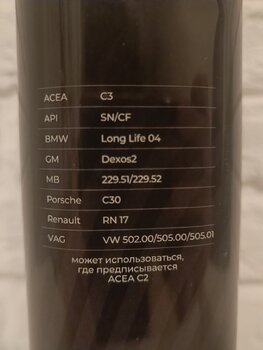 ACEA C3
API SN/CF
BMW Long Life 04
GM Dexos2
MB 229.51/229.52
Porsche C30
Renault RN 17
VAG VW 502.00/505.00/505.01
может использоваться,
где предписывается
ACEA C2